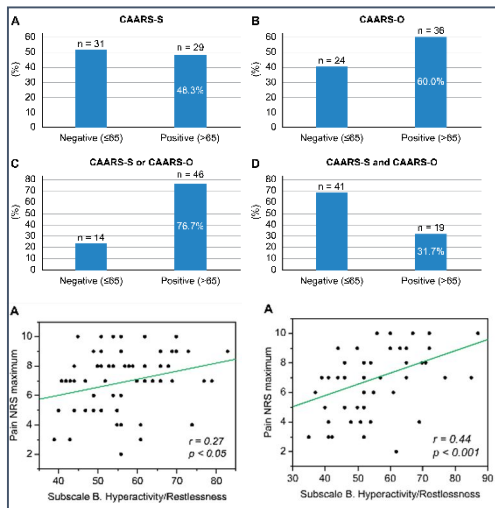 A CAARS-S
(%)
60
50
40
30
20
10
0
n = 31
n = 29
48.3%
Negative (≤65)
Positive (>65)
B CAARS-O
(%)
60
50
40
30
20
10
0
n = 24
n = 36
60.0%
Negative (≤65)
Positive (>65)
C CAARS-S or CAARS-O
(%)
80
70
60
50
40
30
20
10
0
n = 14
n = 46
76.7%
Negative (≤65)
Positive (>65)
D CAARS-S and CAARS-O
(%)
80
70
60
50
40
30
20
10
0
n = 41
n = 19
31.7%
Negative (≤65)
Positive (>65)
A
Pain NRS maximum
10
8
6
4
2
r = 0.27
p < 0.05
40 50 60 70 80
Subscale B. Hyperactivity/Restlessness
A
Pain NRS maximum
10
8
6
4
2
r = 0.44
p < 0.001
30 40 50 60 70 80 90
Subscale B. Hyperactivity/Restlessness